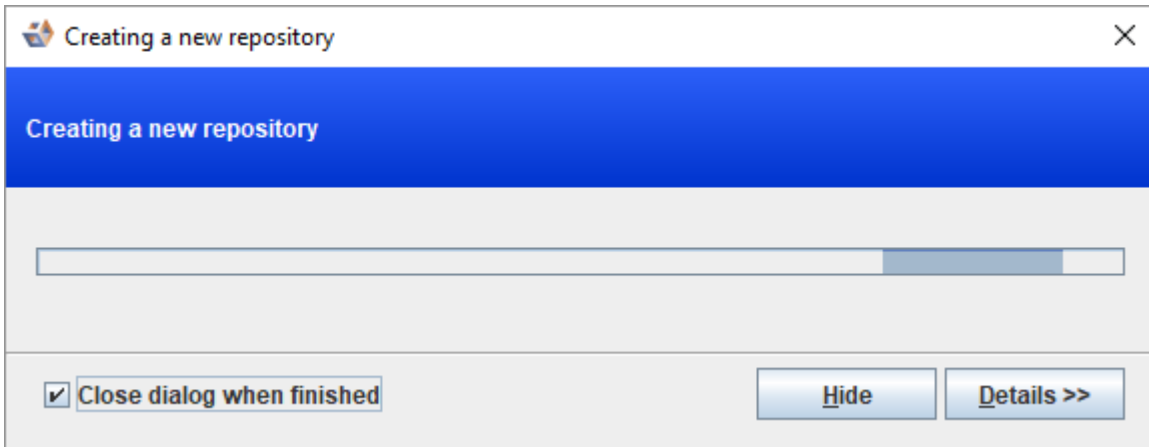 Creating a new repository
Creating a new repository
Close dialog when finished
Hide
Details >>